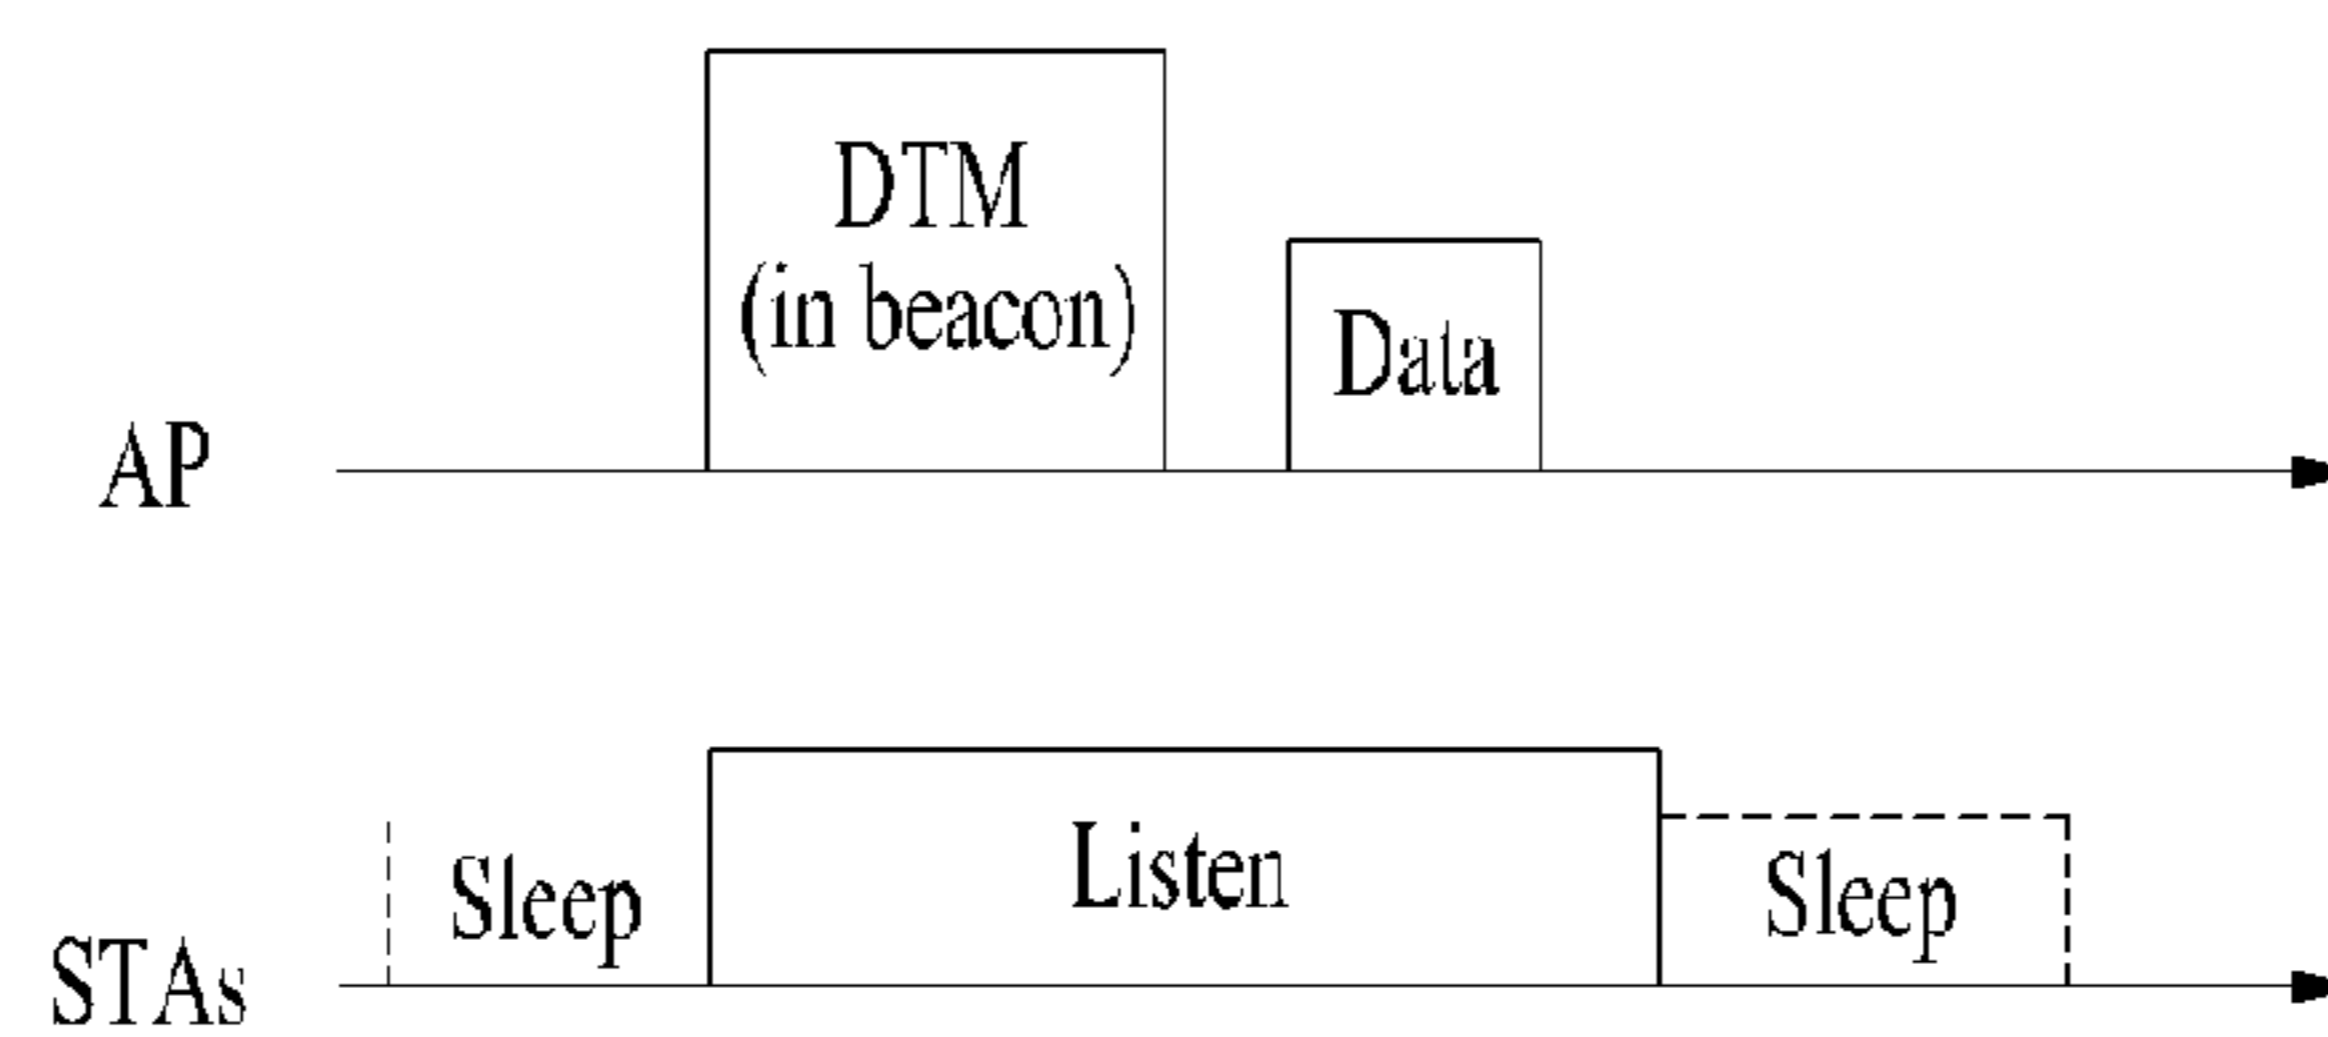 DTM
(in beacon)
Data
AP
Sleep
Listen
Sleep
STAs